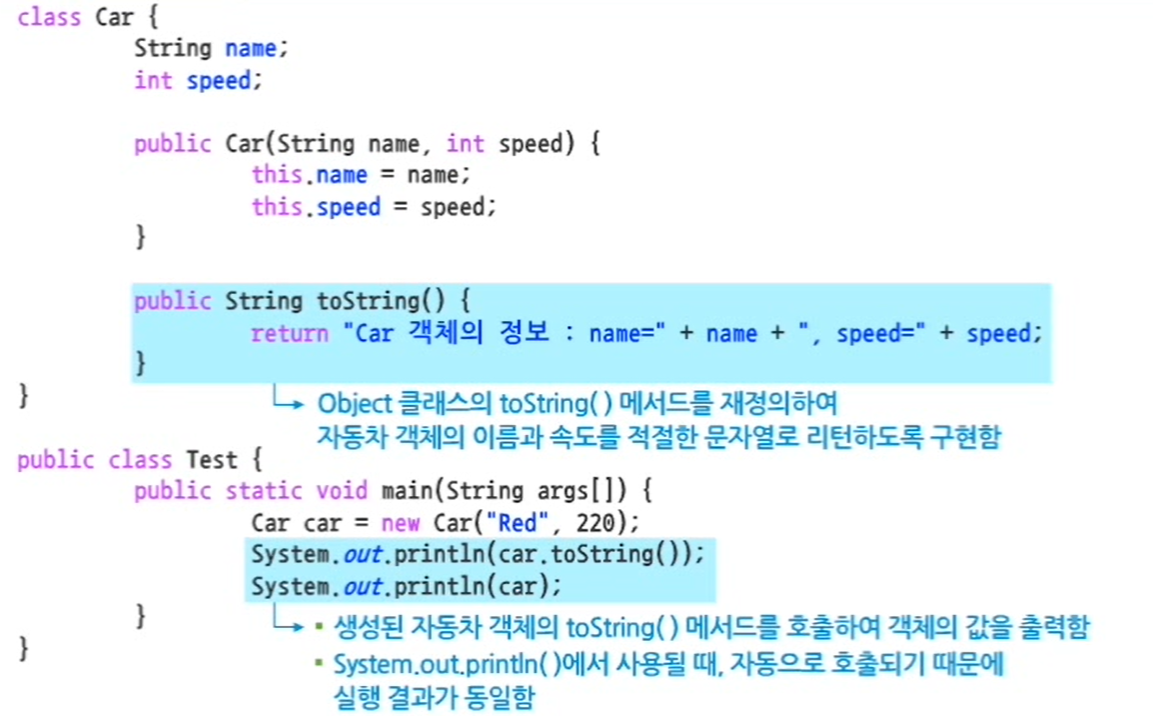 class Car {
String name;
int speed;
public Car(String name, int speed) {
this.name = name;
this.speed = speed;
}
public String toString() {
return "Car 객체의 정보 : name=" + name + ", speed=" + speed;
}
}
Object 클래스의 toString( ) 메서드를 재정의하여
자동차 객체의 이름과 속도를 적절한 문자열로 리턴하도록 구현함
public class Test {
public static void main(String args[]) {
Car car = new Car("Red", 220);
System.out.println(car.toString());
System.out.println(car);
}
▪ 생성된 자동차 객체의 toString( ) 메서드를 호출하여 객체의 값을 출력함
}
▪ System.out.println( )에서 사용될 때, 자동으로 호출되기 때문에
실행 결과가 동일함